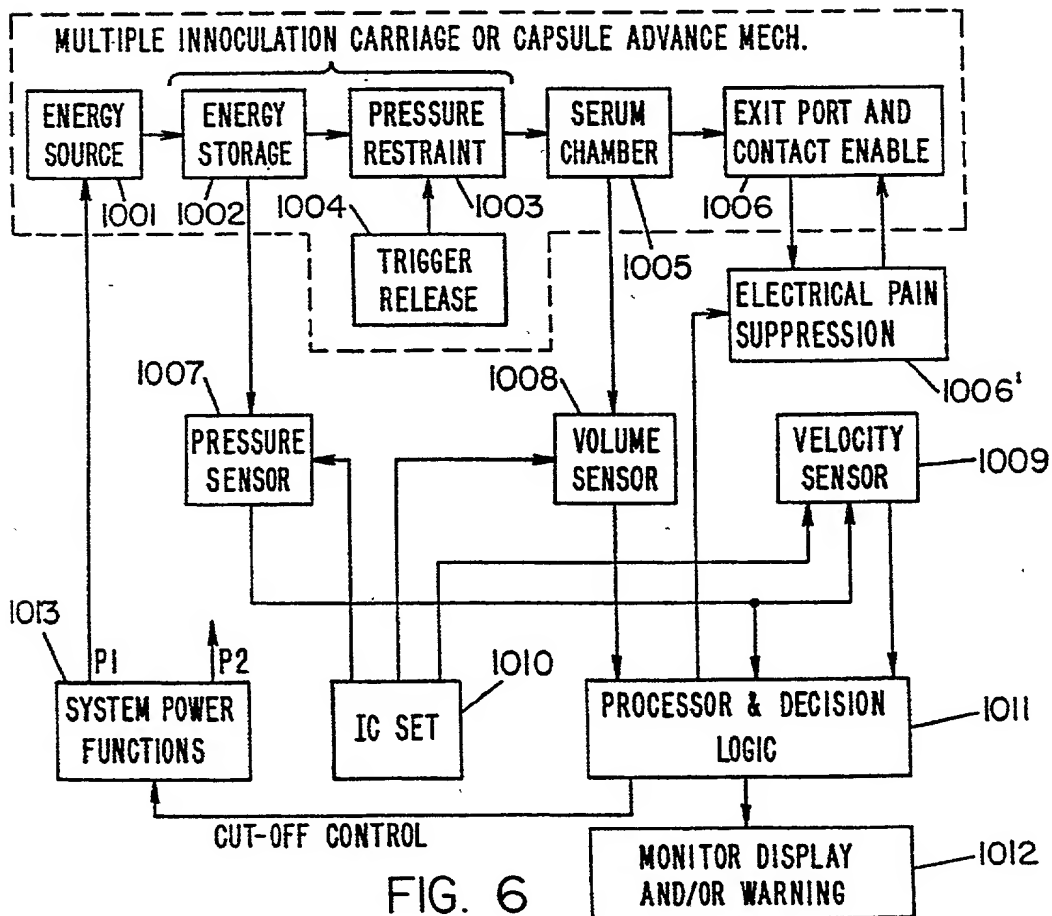 MULTIPLE INNOCULATION CARRIAGE OR CAPSULE ADVANCE MECH.
ENERGY
SOURCE
ENERGY
STORAGE
PRESSURE
RESTRAINT
SERUM
CHAMBER
EXIT PORT AND
CONTACT ENABLE
1001
1002
1003
1004
1005
1006
TRIGGER
RELEASE
ELECTRICAL PAIN
SUPPRESSION
1006'
1007
PRESSURE
SENSOR
1008
VOLUME
SENSOR
VELOCITY
SENSOR
1009
1013
P1
P2
SYSTEM POWER
FUNCTIONS
IC SET
1010
PROCESSOR & DECISION
LOGIC
1011
CUT-OFF CONTROL
MONITOR DISPLAY
AND/OR WARNING
1012
FIG. 6